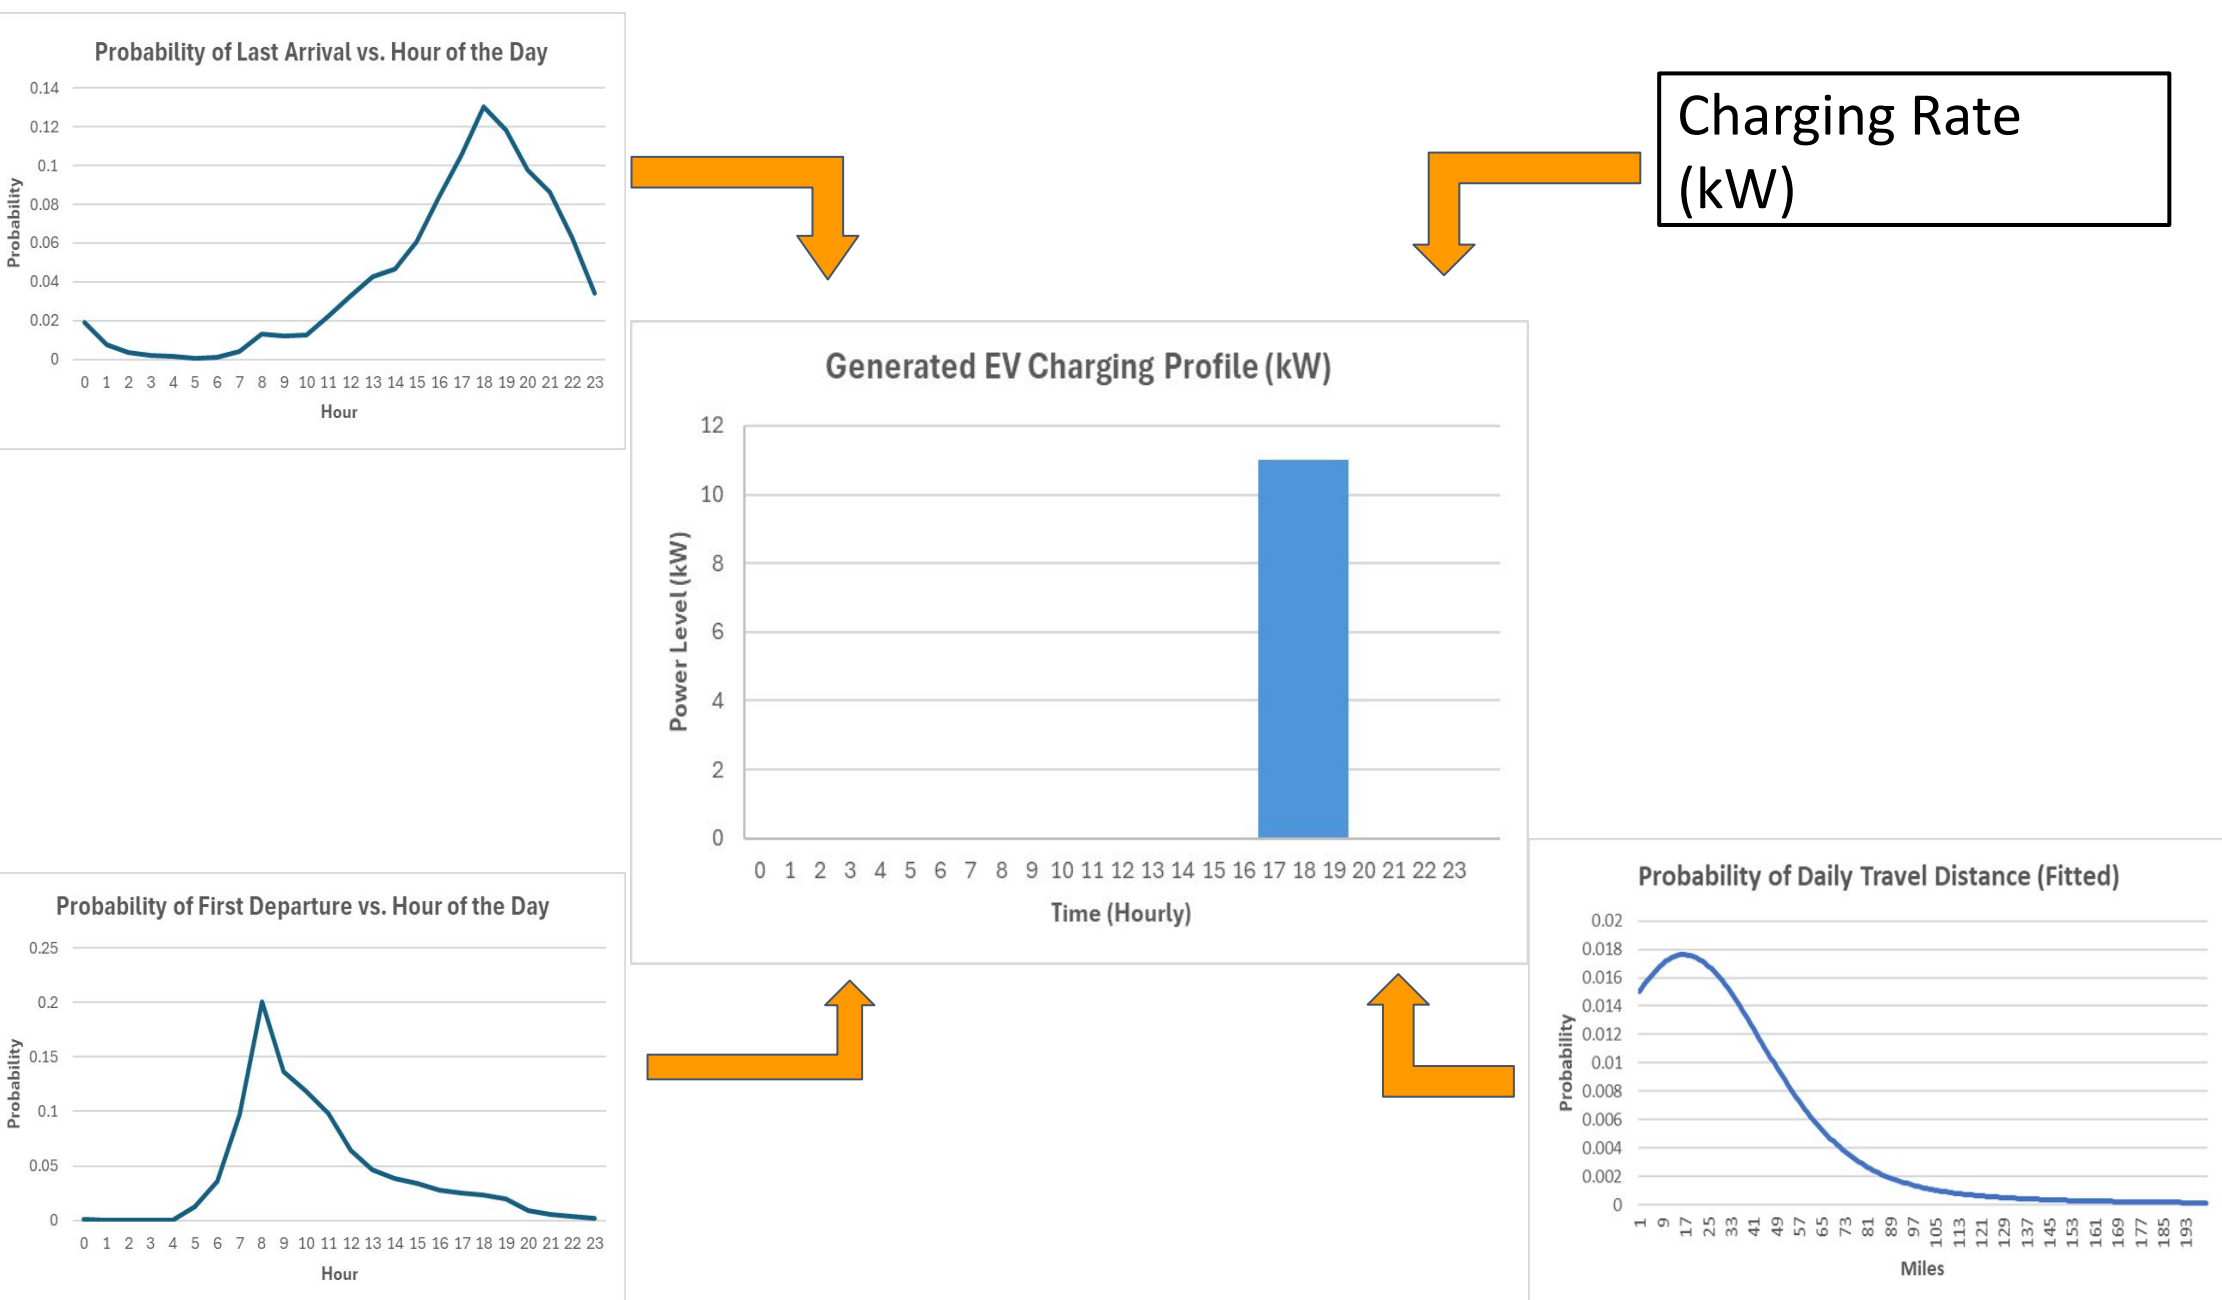 Probability of Last Arrival vs. Hour of the Day
0.14
0.12
0.1
0.08
0.06
0.04
0.02
0
Probability
0 1 2 3 4 5 6 7 8 9 10 11 12 13 14 15 16 17 18 19 20 21 22 23
Hour
Charging Rate
(kW)
Generated EV Charging Profile (kW)
12
10
8
6
4
2
0
Power Level (kW)
0 1 2 3 4 5 6 7 8 9 10 11 12 13 14 15 16 17 18 19 20 21 22 23
Time (Hourly)
Probability of First Departure vs. Hour of the Day
0.25
0.2
0.15
0.1
0.05
0
Probability
0 1 2 3 4 5 6 7 8 9 10 11 12 13 14 15 16 17 18 19 20 21 22 23
Hour
Probability of Daily Travel Distance (Fitted)
0.02
0.018
0.016
0.014
0.012
0.01
0.008
0.006
0.004
0.002
0
Probability
1 9 17 25 33 41 49 57 65 73 81 89 97 105 113 121 129 137 145 153 161 169 177 185 193
Miles